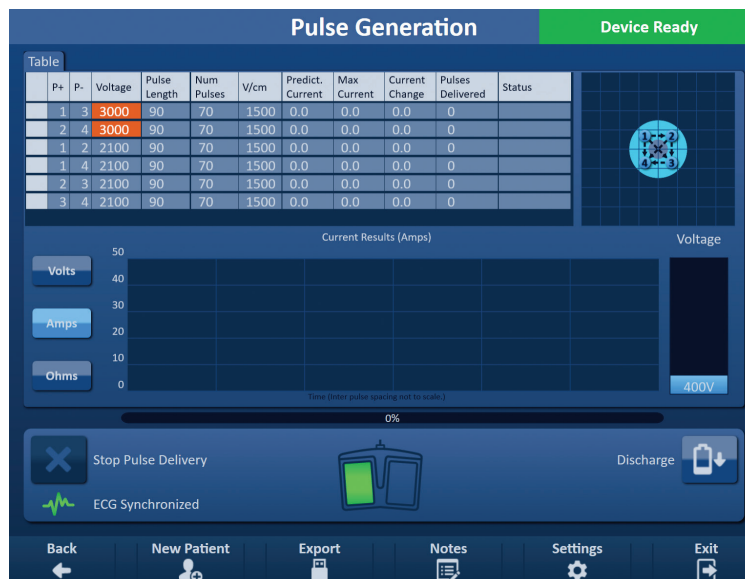 Pulse Generation
Device Ready
Table
P+ P- Voltage Pulse Length Num Pulses V/cm Predict. Current Max Current Current Change Pulses Delivered Status
1 3 3000 90 70 1500 0.0 0.0 0.0 0
2 4 3000 90 70 1500 0.0 0.0 0.0 0
1 2 2100 90 70 1500 0.0 0.0 0.0 0
1 4 2100 90 70 1500 0.0 0.0 0.0 0
2 3 2100 90 70 1500 0.0 0.0 0.0 0
3 4 2100 90 70 1500 0.0 0.0 0.0 0
1 2
4 3
Current Results (Amps)
Voltage
Volts
Amps
Ohms
50
40
30
20
10
0
400V
Time (Inter pulse spacing not to scale.)
0%
Stop Pulse Delivery
Discharge
ECG Synchronized
Back New Patient Export Notes Settings Exit